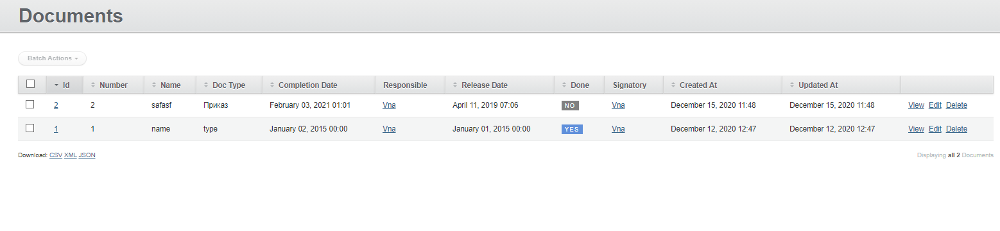 Documents
Batch Actions
Id Number Name Doc Type Completion Date Responsible Release Date Done Signatory Created At Updated At
2 2 safasf Приказ February 03, 2021 01:01 Vna April 11, 2019 07:06 NO Vna December 15, 2020 11:48 December 15, 2020 11:48 View Edit Delete
1 1 name type January 02, 2015 00:00 Vna January 01, 2015 00:00 YES Vna December 12, 2020 12:47 December 12, 2020 12:47 View Edit Delete
Download: CSV XML JSON Displaying all 2 Documents